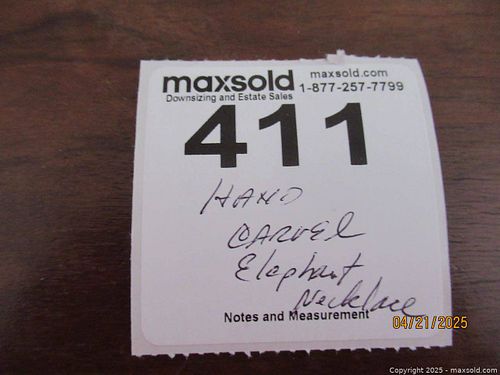 maxsold
maxsold.com
Downsizing and Estate Sales
1-877-257-7799
411
HAND
CARVEL
Elephant
Necklace
Notes and Measurement
04/21/2025
Copyright 2025 - maxsold.com